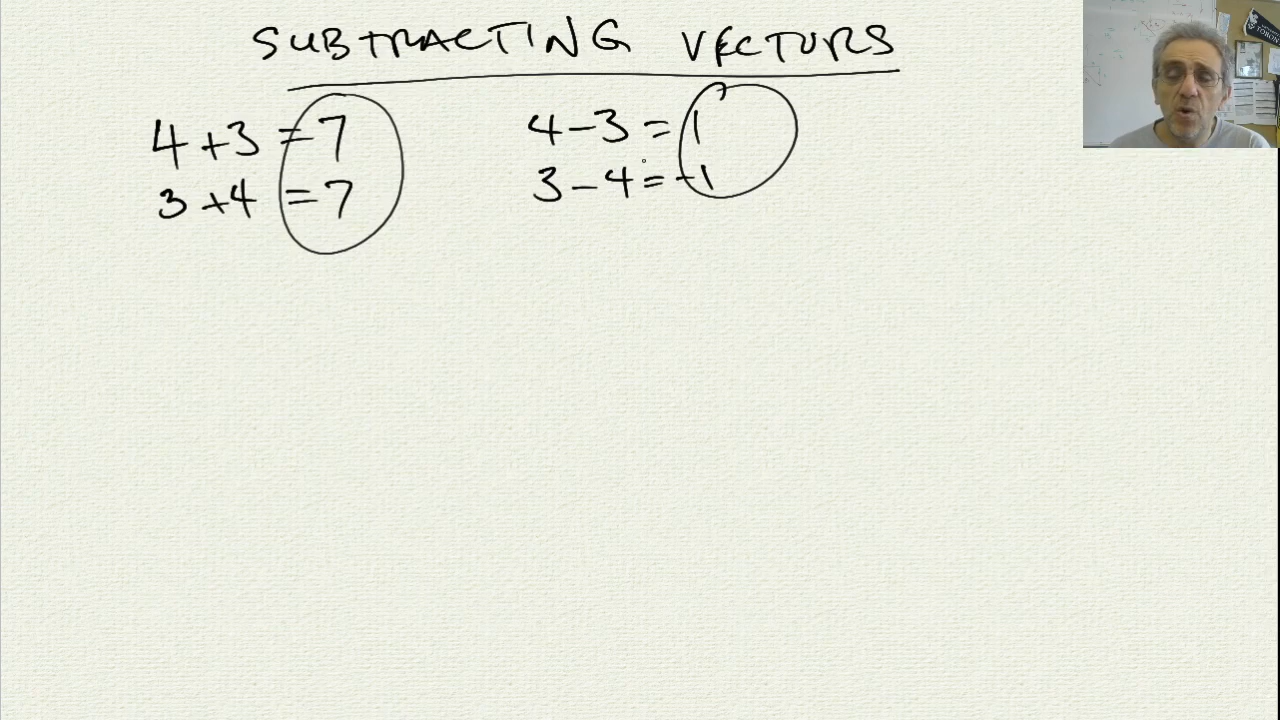 SUBTRACTING VECTORS
4+3=7
3+4=7
4-3=1
3-4=-1